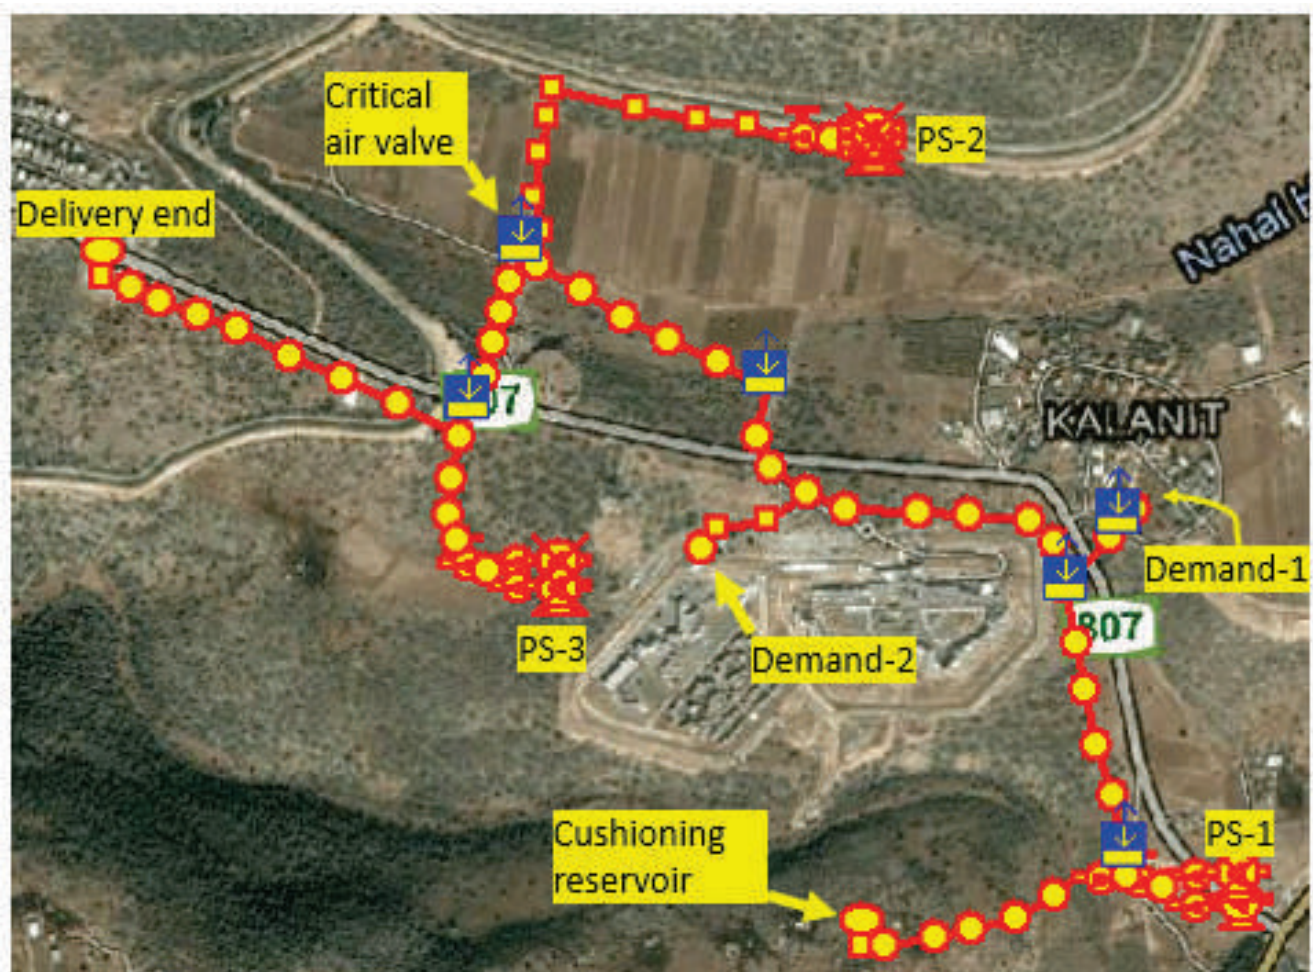 Critical
air valve
PS-2
Delivery end
Nahal
KALANIT
Demand-1
807
PS-3
Demand-2
Cushioning
reservoir
PS-1